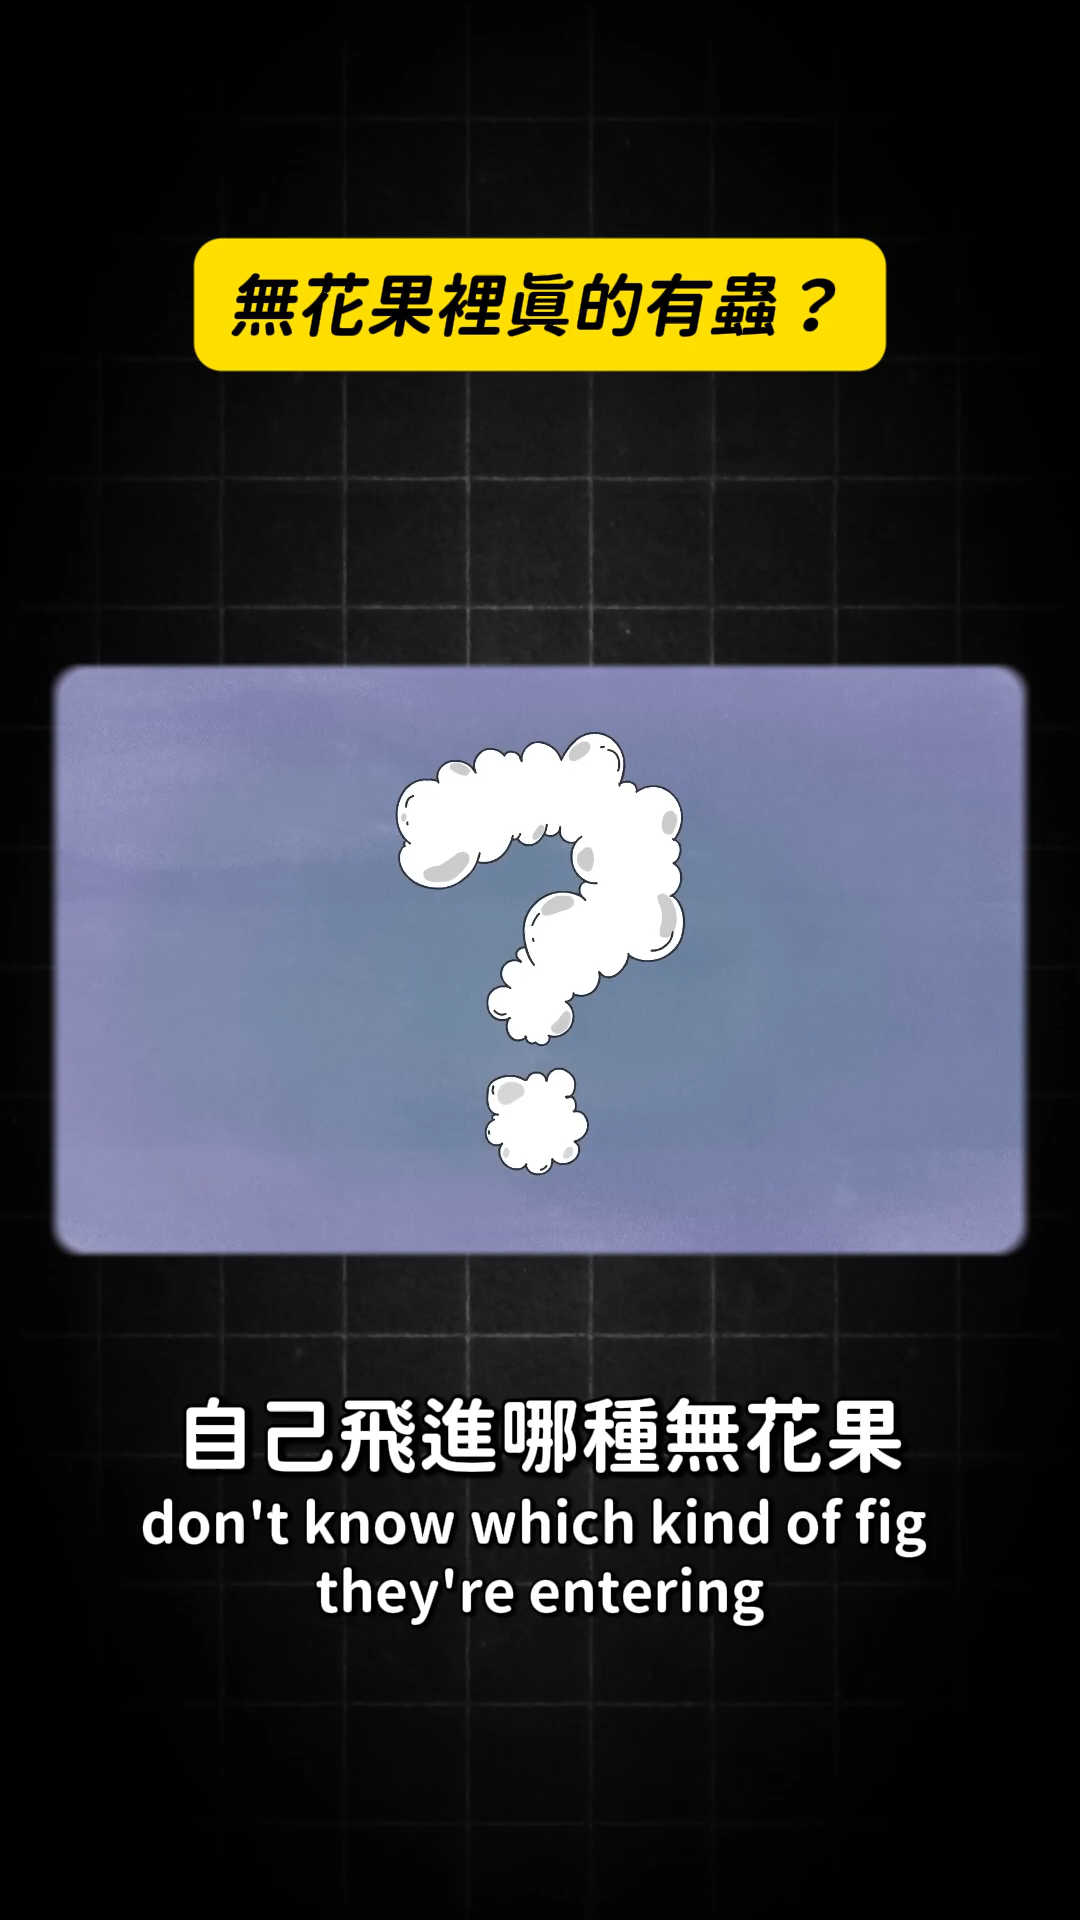 無花果裡真的有蟲？
自己飛進哪種無花果
don't know which kind of fig
they're entering